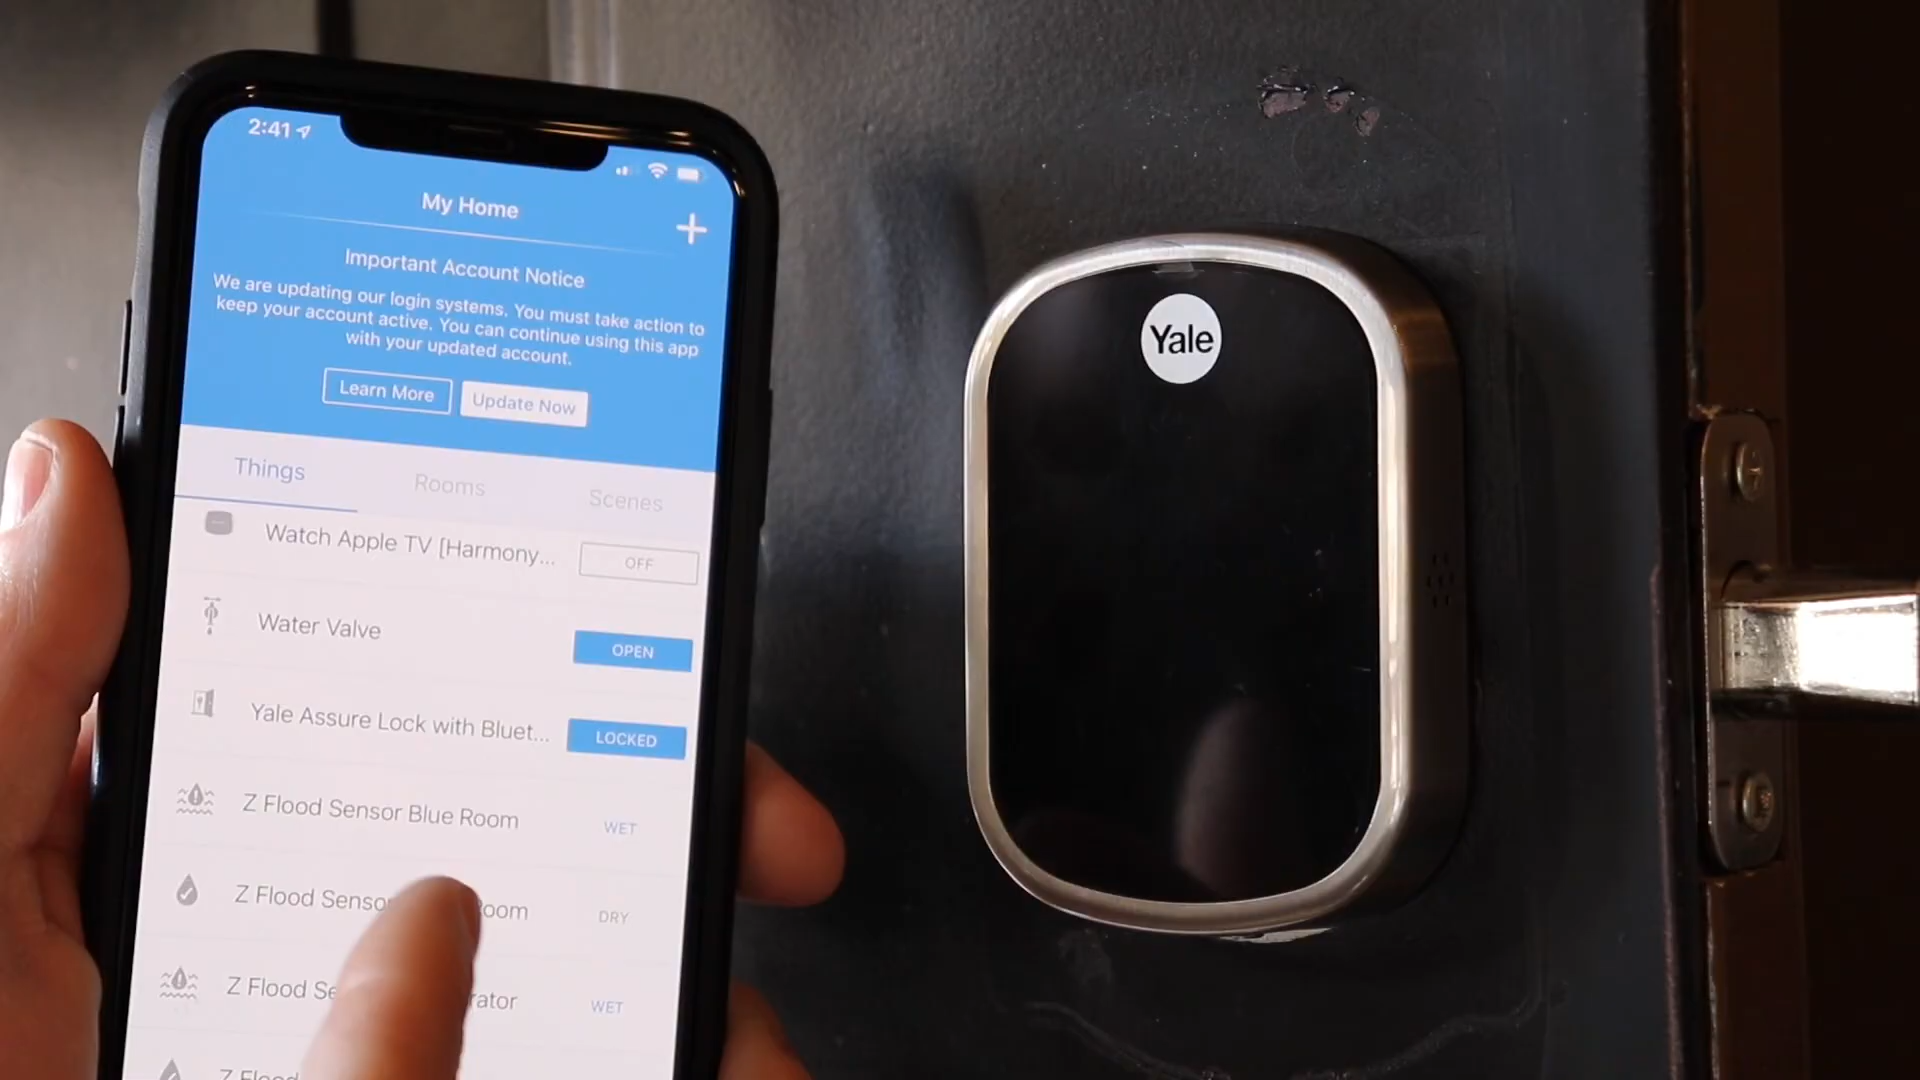 2:41
My Home
+
Important Account Notice
We are updating our login systems. You must take action to
keep your account active. You can continue using this app
with your updated account.
Learn More
Update Now
Things
Rooms
Scenes
Watch Apple TV [Harmony...
OFF
Water Valve
OPEN
Yale Assure Lock with Bluet...
LOCKED
Z Flood Sensor Blue Room
WET
Z Flood Senso
oom
DRY
Z Flood Se
rator
WET
Z Flood
Yale